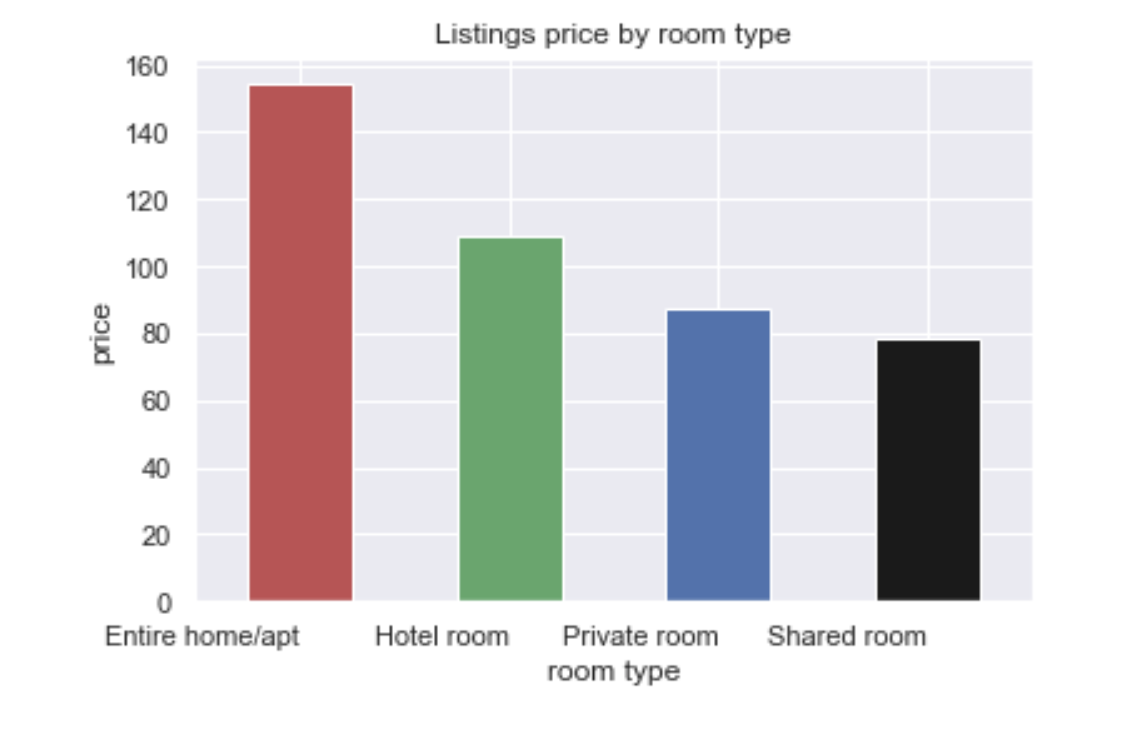 Listings price by room type
160
140
120
100
80
60
40
20
0
price
Entire home/apt Hotel room Private room Shared room
room type